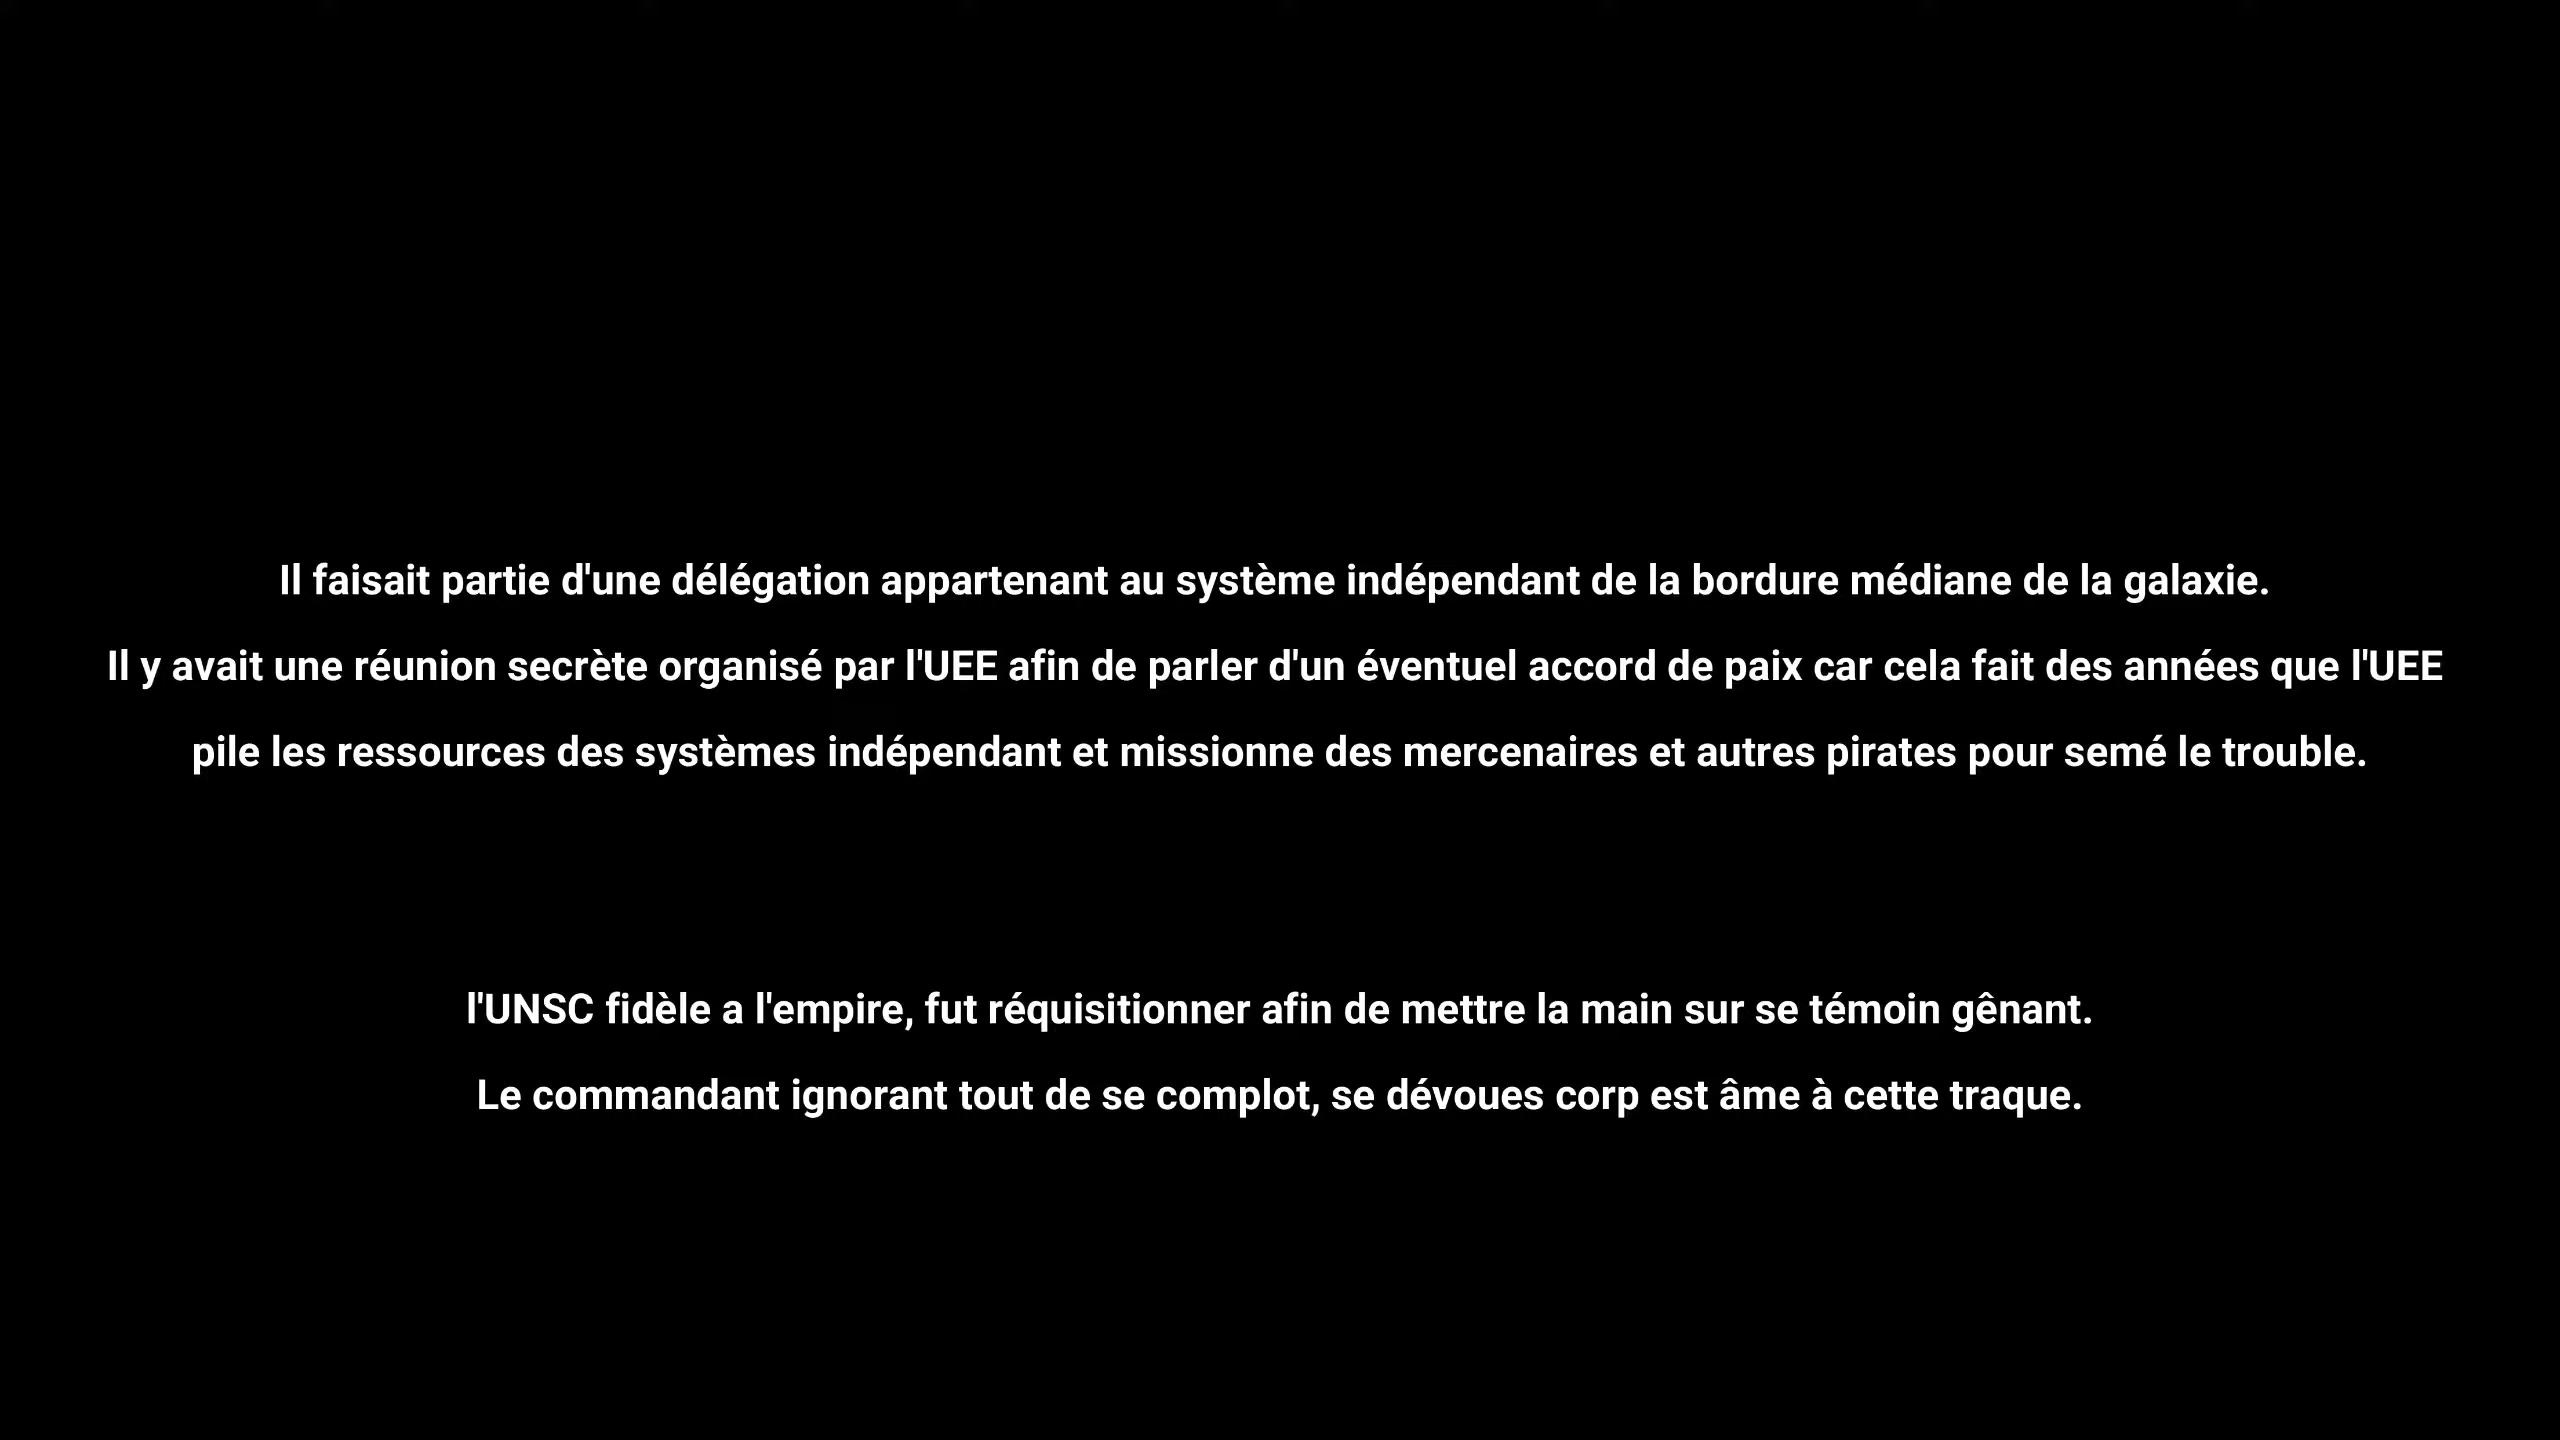 Il faisait partie d'une délégation appartenant au système indépendant de la bordure médiane de la galaxie.
Il y avait une réunion secrète organisé par l'UEE afin de parler d'un éventuel accord de paix car cela fait des années que l'UEE
pile les ressources des systèmes indépendant et missionne des mercenaires et autres pirates pour semé le trouble.
l'UNSC fidèle a l'empire, fut réquisitionner afin de mettre la main sur se témoin gênant.
Le commandant ignorant tout de se complot, se dévoues corp est âme à cette traque.